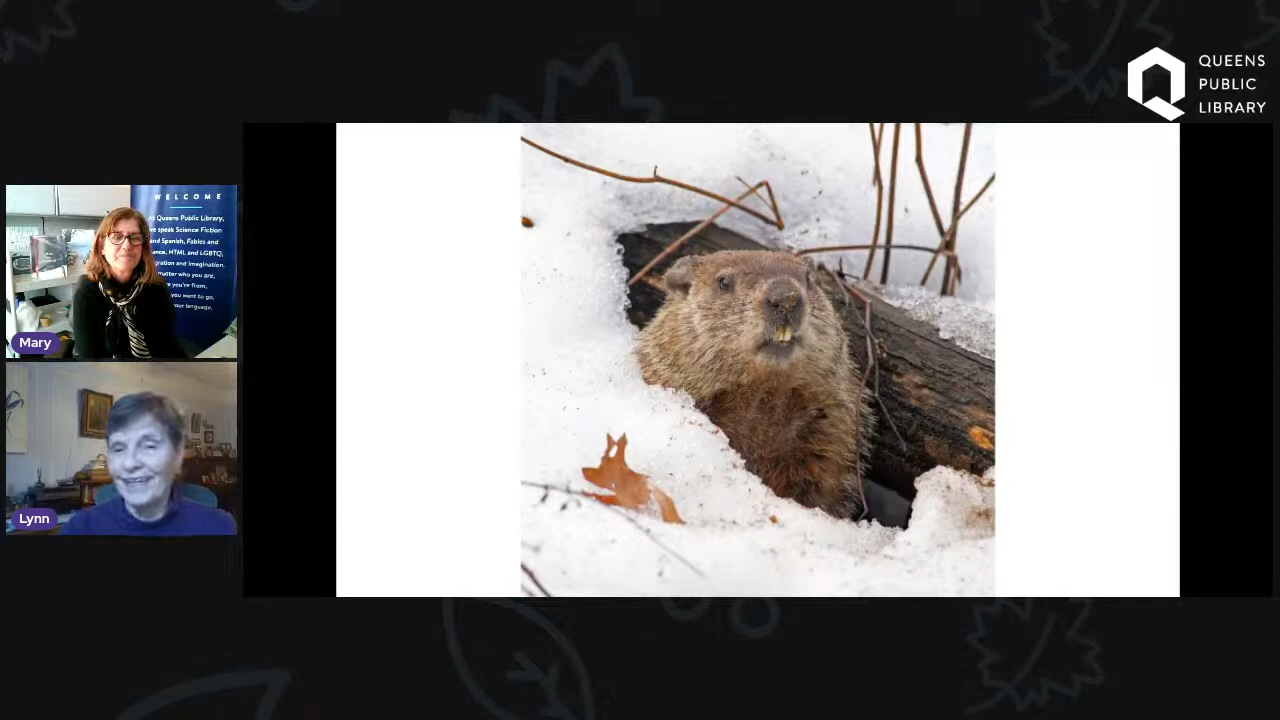 QUEENS
PUBLIC
LIBRARY
WELCOME
At Queens Public Library,
we speak Science Fiction
and Spanish, Fables and
HTML and LGBTQ,
and Imagination.
matter who you are,
you're from,
you want to go,
your language.
Mary
Lynn